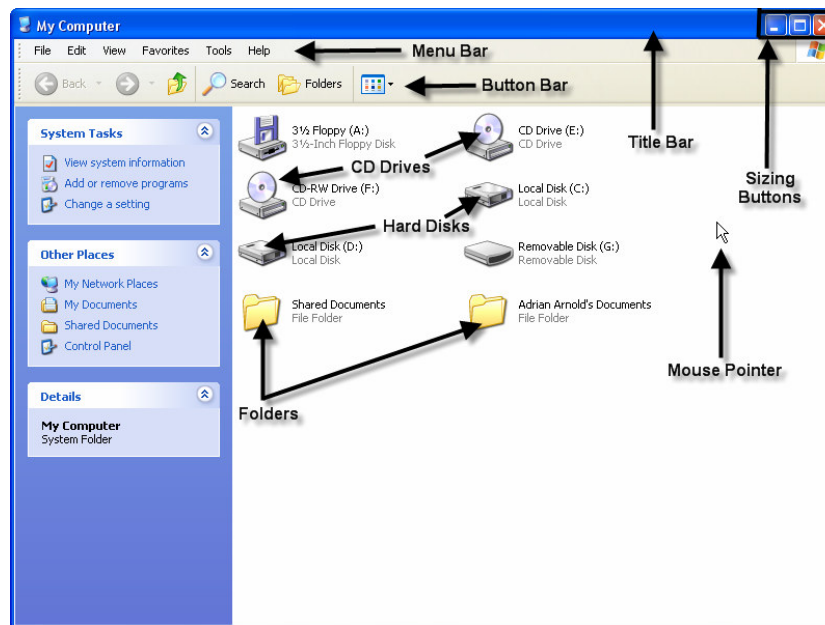 My Computer
File Edit View Favorites Tools Help
Menu Bar
Back Search Folders
Button Bar
Title Bar
Sizing
Buttons
System Tasks
View system information
Add or remove programs
Change a setting
Other Places
My Network Places
My Documents
Shared Documents
Control Panel
Details
My Computer
System Folder
3½ Floppy (A:)
3½-Inch Floppy Disk
CD Drive (E:)
CD Drive
CD Drives
CD-RW Drive (F:)
CD Drive
Local Disk (C:)
Local Disk
Hard Disks
Local Disk (D:)
Local Disk
Removable Disk (G:)
Removable Disk
Shared Documents
File Folder
Adrian Arnold's Documents
File Folder
Mouse Pointer
Folders